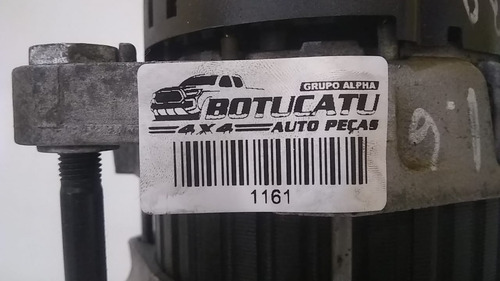 GRUPO ALPHA
BOTUCATU
4X4 AUTO PEÇAS
1161